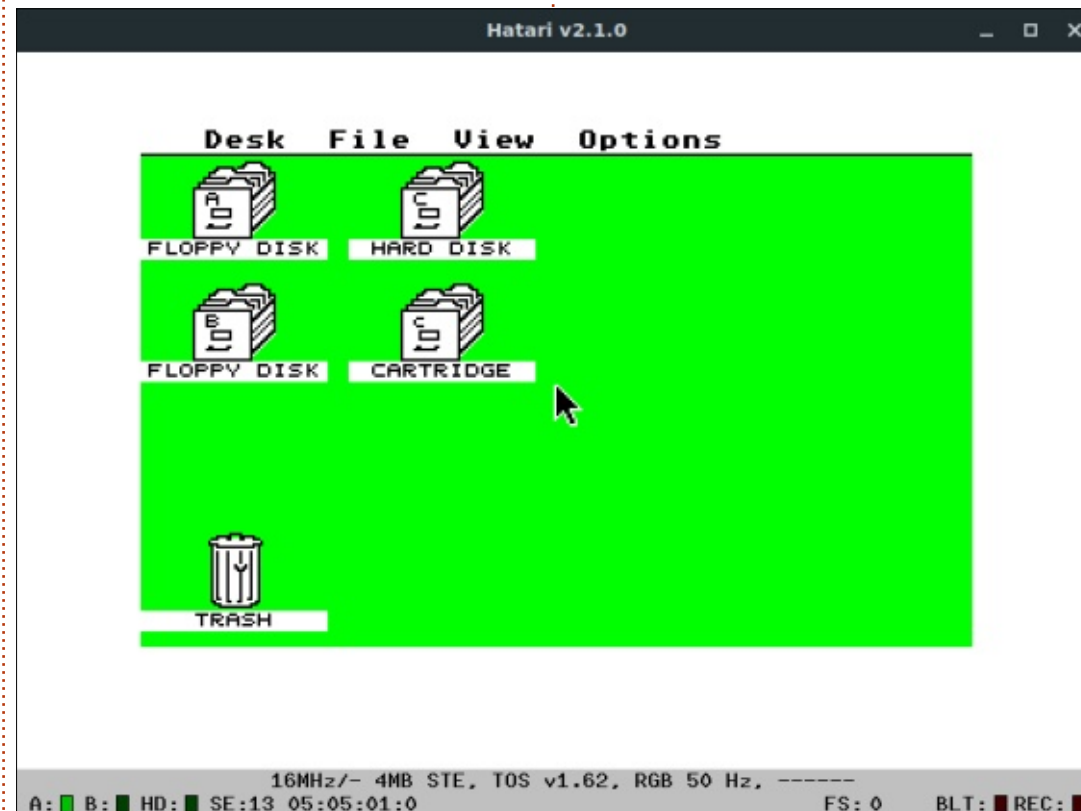 Hatari v2.1.0
Desk File View Options
A C
FLOPPY DISK HARD DISK
B c
FLOPPY DISK CARTRIDGE
TRASH
16MHz/- 4MB STE, TOS v1.62, RGB 50 Hz, ------
A: B: HD: SE:13 05:05:01:0 FS: 0 BLT: REC: